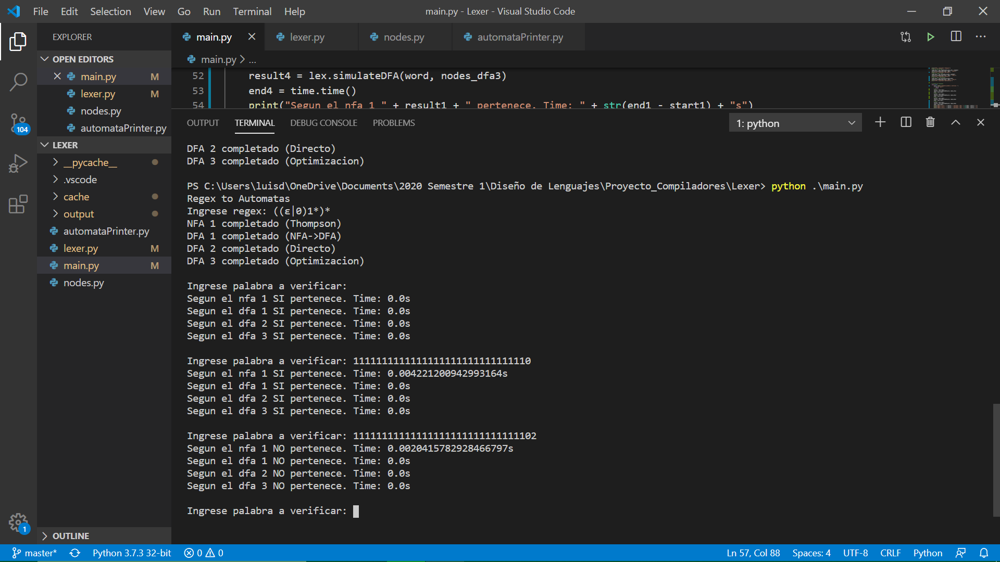 File Edit Selection View Go Run Terminal Help
main.py - Lexer - Visual Studio Code
EXPLORER
OPEN EDITORS
main.py M
lexer.py M
nodes.py
automataPrinter.py
LEXER
__pycache__
.vscode
cache
output
automataPrinter.py
lexer.py M
main.py M
nodes.py
OUTLINE
104
1
main.py lexer.py nodes.py automataPrinter.py
main.py > ...
52 result4 = lex.simulateDFA(word, nodes_dfa3)
53 end4 = time.time()
54 print("Segun el nfa 1 " + result1 + " pertenece. Time: " + str(end1 - start1) + "s")
OUTPUT TERMINAL DEBUG CONSOLE PROBLEMS
1: python
DFA 2 completado (Directo)
DFA 3 completado (Optimizacion)
PS C:\Users\luisd\OneDrive\Documents\2020 Semestre 1\Diseño de Lenguajes\Proyecto_Compiladores\Lexer> python .\main.py
Regex to Automatas
Ingrese regex: ((ε|0)1*)*
NFA 1 completado (Thompson)
DFA 1 completado (NFA->DFA)
DFA 2 completado (Directo)
DFA 3 completado (Optimizacion)
Ingrese palabra a verificar:
Segun el nfa 1 SI pertenece. Time: 0.0s
Segun el dfa 1 SI pertenece. Time: 0.0s
Segun el dfa 2 SI pertenece. Time: 0.0s
Segun el dfa 3 SI pertenece. Time: 0.0s
Ingrese palabra a verificar: 1111111111111111111111111111110
Segun el nfa 1 SI pertenece. Time: 0.004221200942993164s
Segun el dfa 1 SI pertenece. Time: 0.0s
Segun el dfa 2 SI pertenece. Time: 0.0s
Segun el dfa 3 SI pertenece. Time: 0.0s
Ingrese palabra a verificar: 11111111111111111111111111111102
Segun el nfa 1 NO pertenece. Time: 0.0020415782928466797s
Segun el dfa 1 NO pertenece. Time: 0.0s
Segun el dfa 2 NO pertenece. Time: 0.0s
Segun el dfa 3 NO pertenece. Time: 0.0s
Ingrese palabra a verificar:
master* Python 3.7.3 32-bit 0 0 Ln 57, Col 88 Spaces: 4 UTF-8 CRLF Python